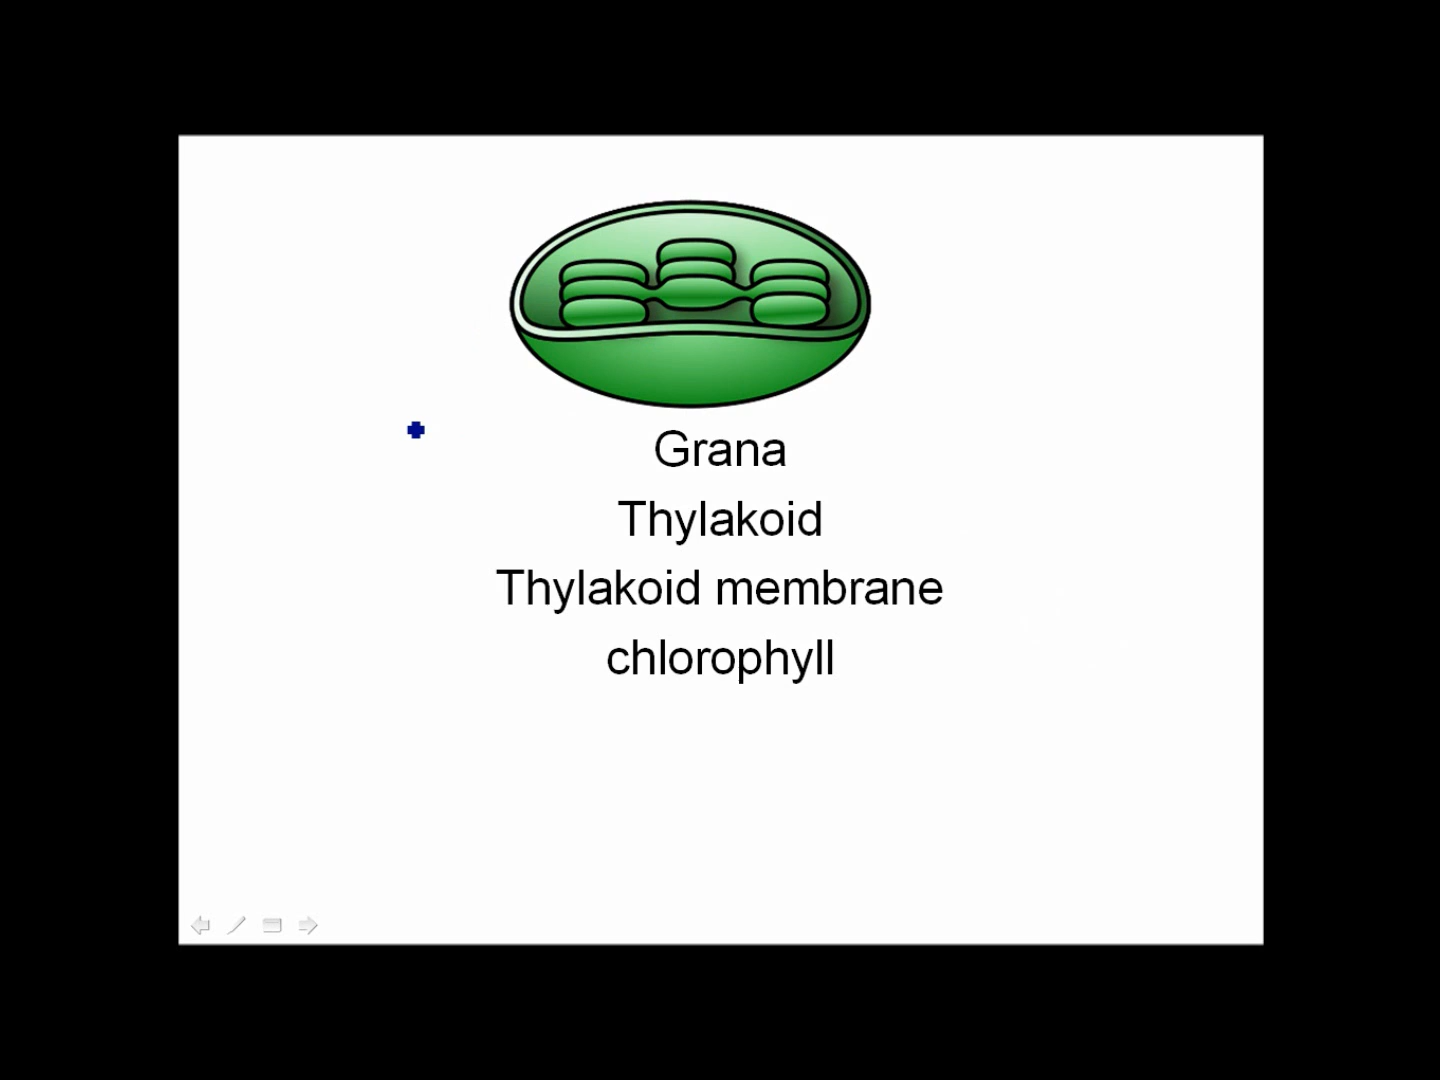 Grana
Thylakoid
Thylakoid membrane
chlorophyll